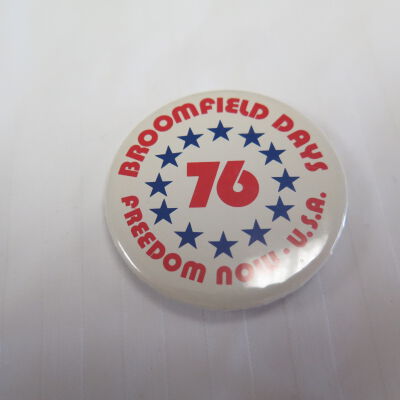 BROOMFIELD DAYS
76
FREEDOM NOW · U.S.A.